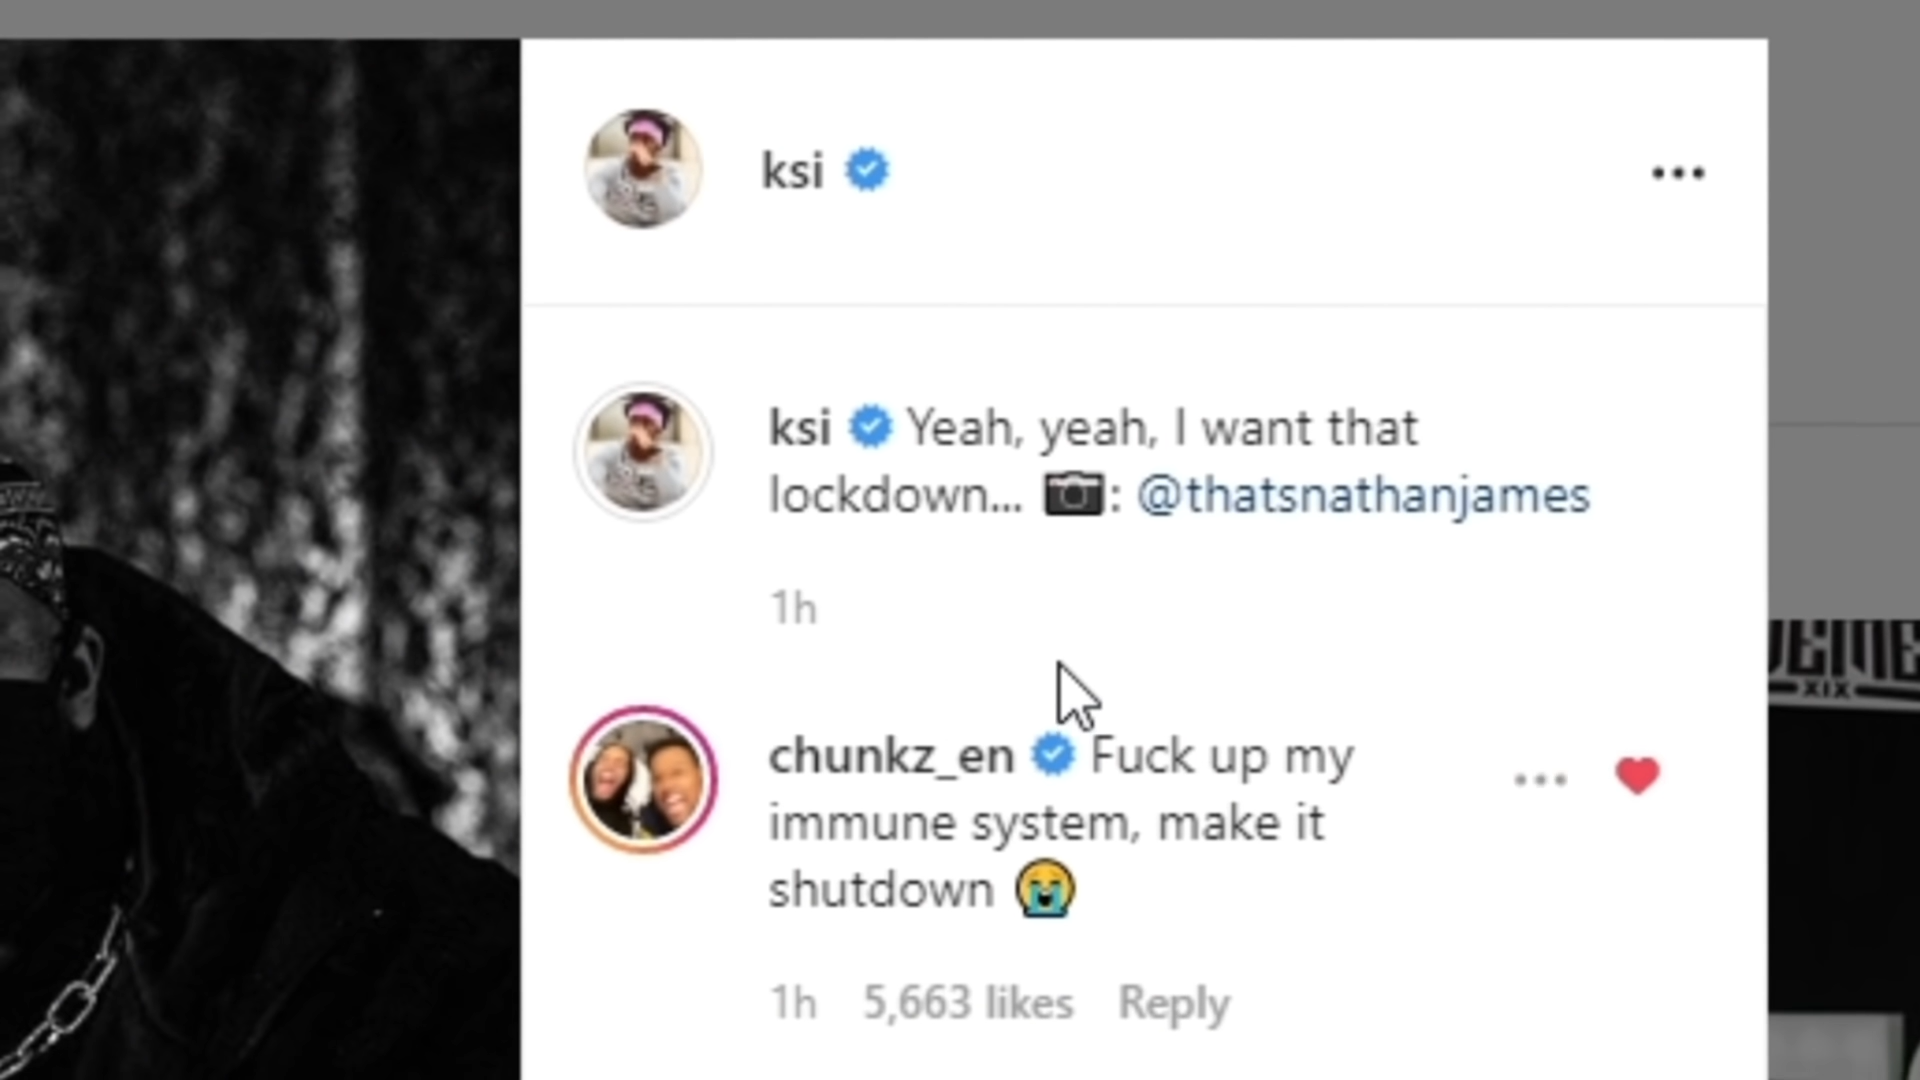 ksi
ksi Yeah, yeah, I want that
lockdown... 📷: @thatsnathanjames
1h
XIX
chunkz_en Fuck up my
immune system, make it
shutdown 😭
1h 5,663 likes Reply